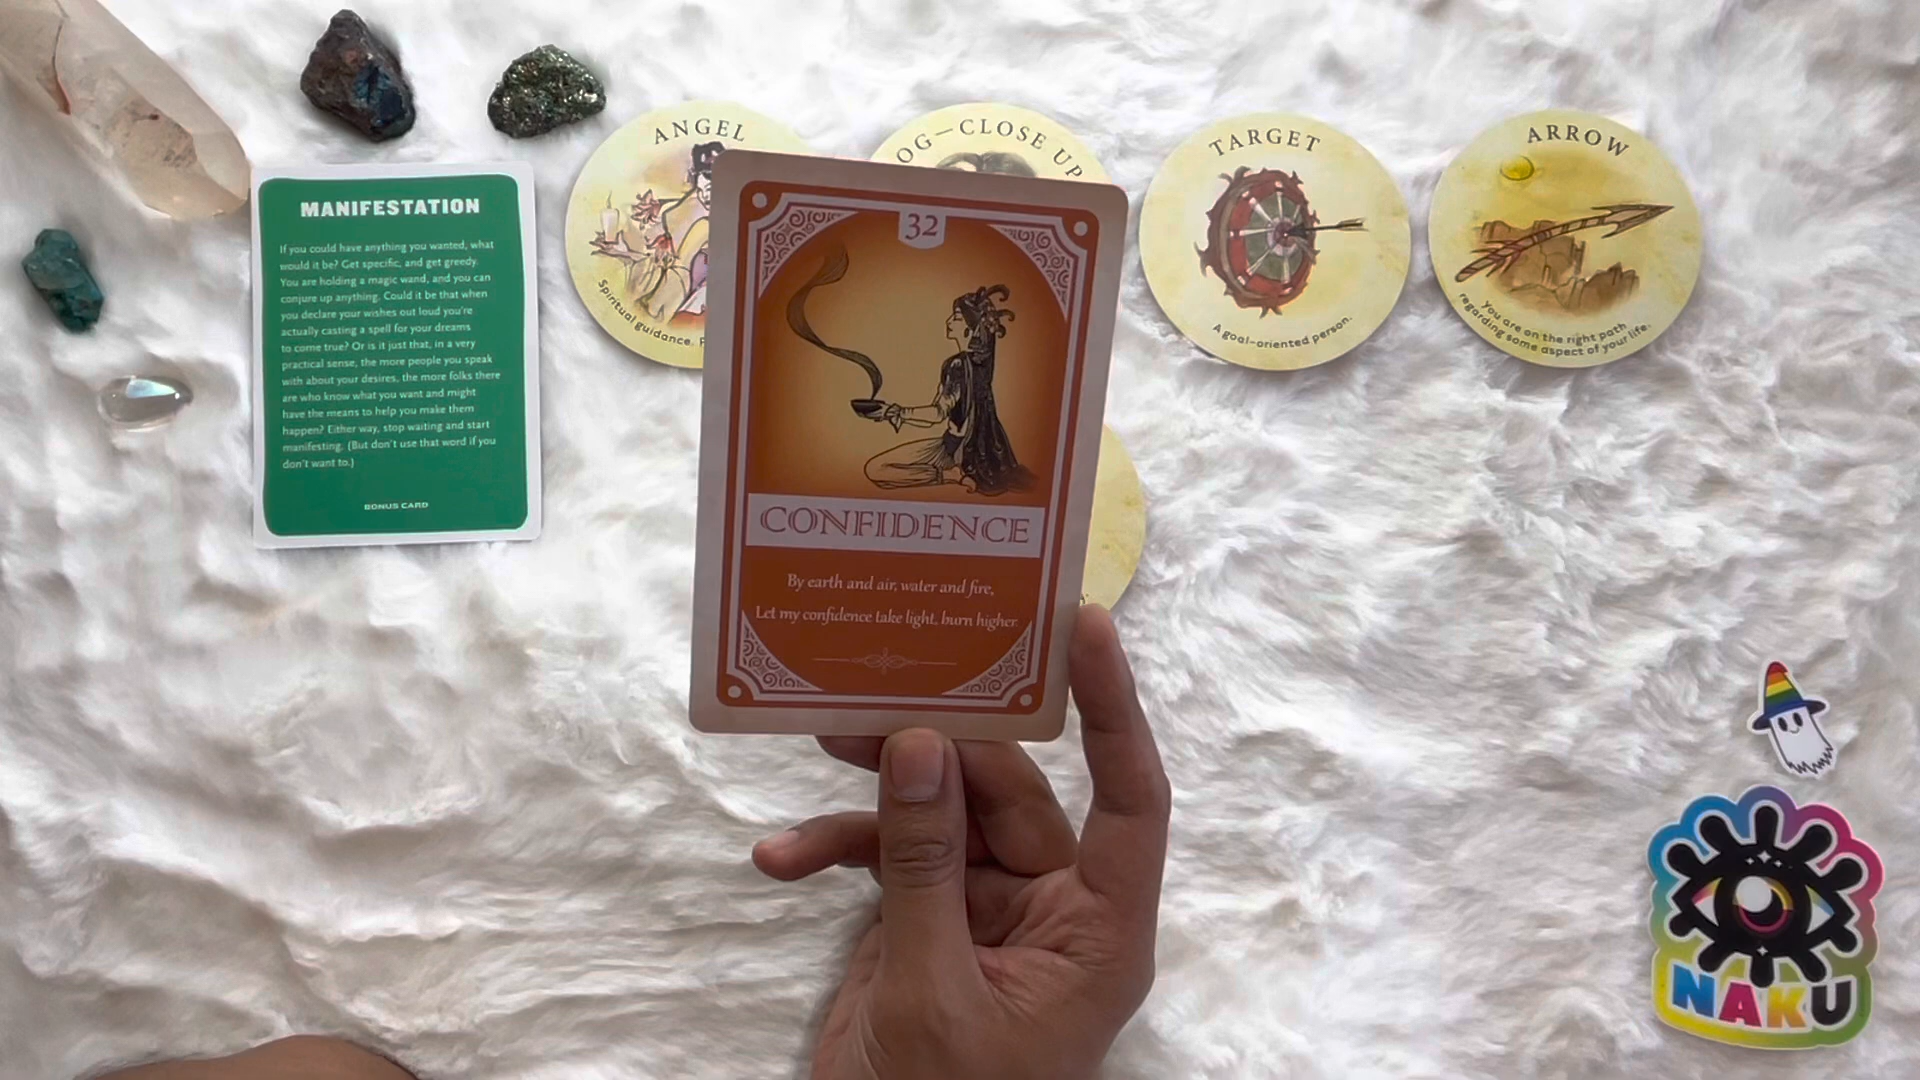 MANIFESTATION
If you could have anything you wanted, what
would it be? Get specific, and get greedy.
You are holding a magic wand, and you can
conjure up anything. Could it be that when
you declare your wishes out loud you're
actually casting a spell for your dreams
to come true? Or is it just that, in a very
practical sense, the more people you speak
with about your desires, the more folks there
are who know what you want and might
have the means to help you make them
happen? Either way, stop waiting and start
manifesting. (But don't use that word if you
don't want to.)
BONUS CARD
ANGEL
Spiritual guidance.
OG—CLOSE UP
TARGET
A goal-oriented person.
ARROW
You are on the right path
regarding some aspect of your life.
32
CONFIDENCE
By earth and air, water and fire,
Let my confidence take light, burn higher.
NAKU